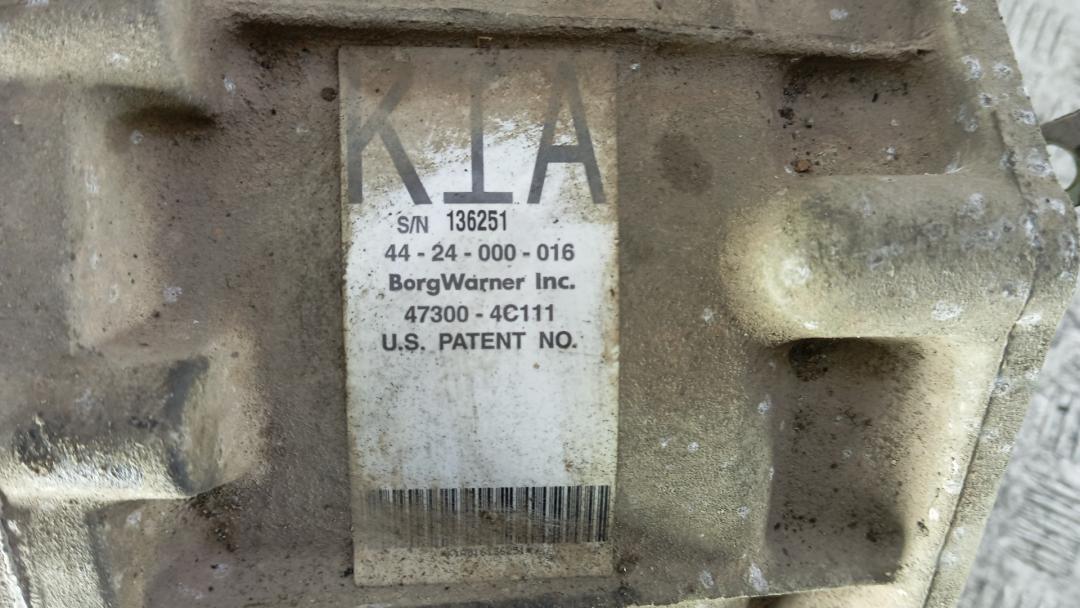 KIA
S/N 136251
44 - 24 - 000 - 016
BorgWarner Inc.
47300 - 4C111
U.S. PATENT NO.